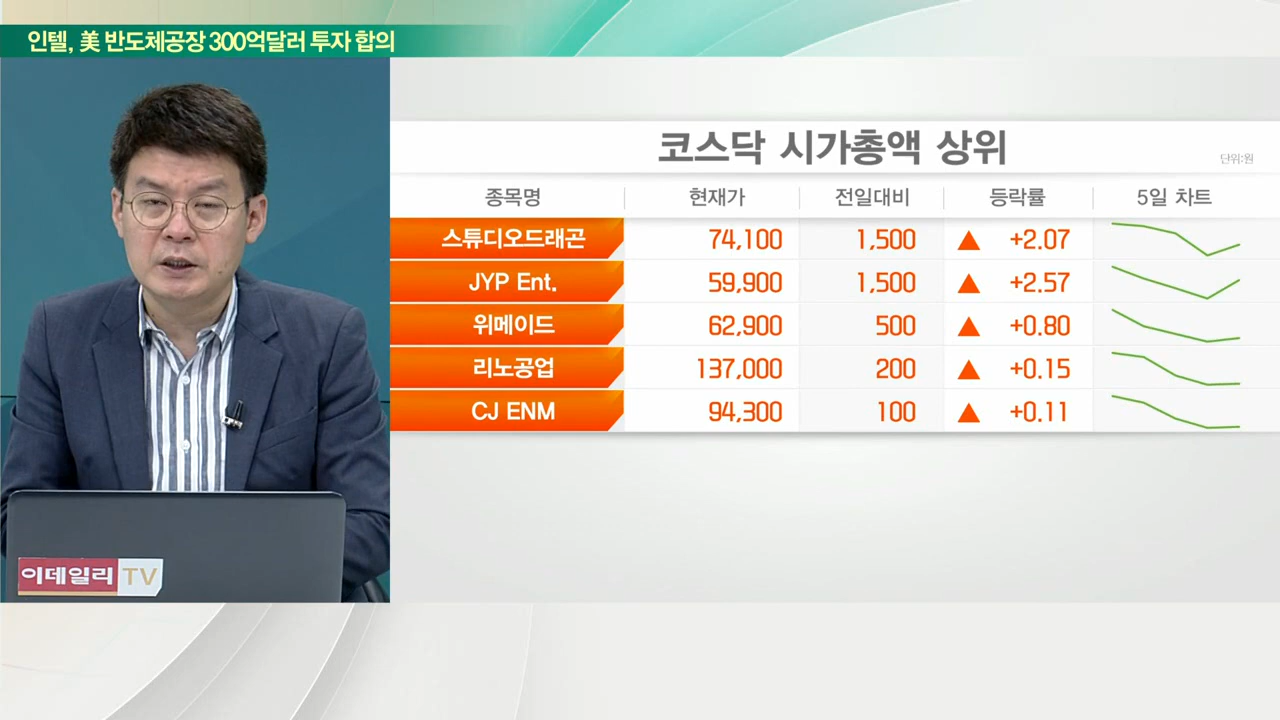 인텔, 美 반도체공장 300억달러 투자 합의
코스닥 시가총액 상위
단위:원
종목명 현재가 전일대비 등락률 5일 차트
스튜디오드래곤 74,100 1,500 ▲ +2.07
JYP Ent. 59,900 1,500 ▲ +2.57
위메이드 62,900 500 ▲ +0.80
리노공업 137,000 200 ▲ +0.15
CJ ENM 94,300 100 ▲ +0.11
이데일리 TV